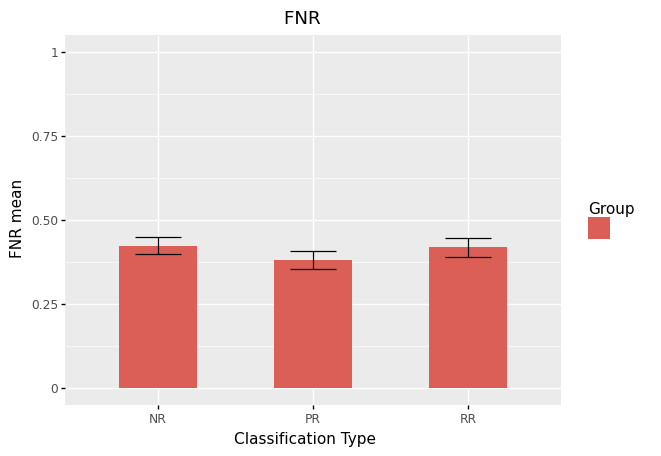 FNR
1
0.75
0.50
0.25
0
FNR mean
NR PR RR
Classification Type
Group